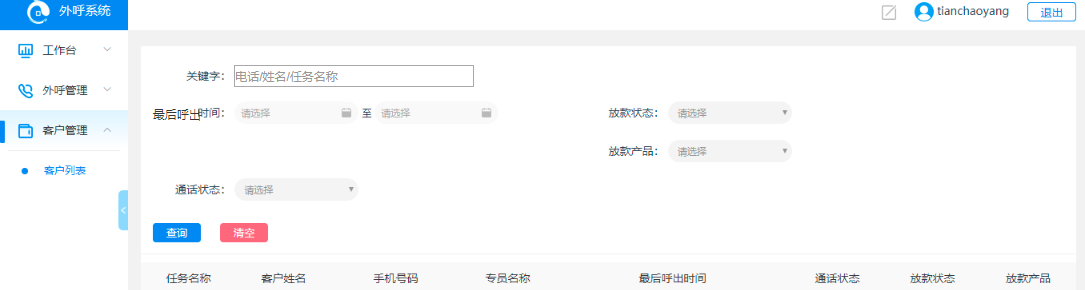 外呼系统
tianchaoyang
退出
工作台
外呼管理
客户管理
客户列表
关键字：
电话/姓名/任务名称
最后呼出时间：
请选择
至
请选择
放款状态：
请选择
放款产品：
请选择
通话状态：
请选择
查询
清空
任务名称 客户姓名 手机号码 专员名称 最后呼出时间 通话状态 放款状态 放款产品